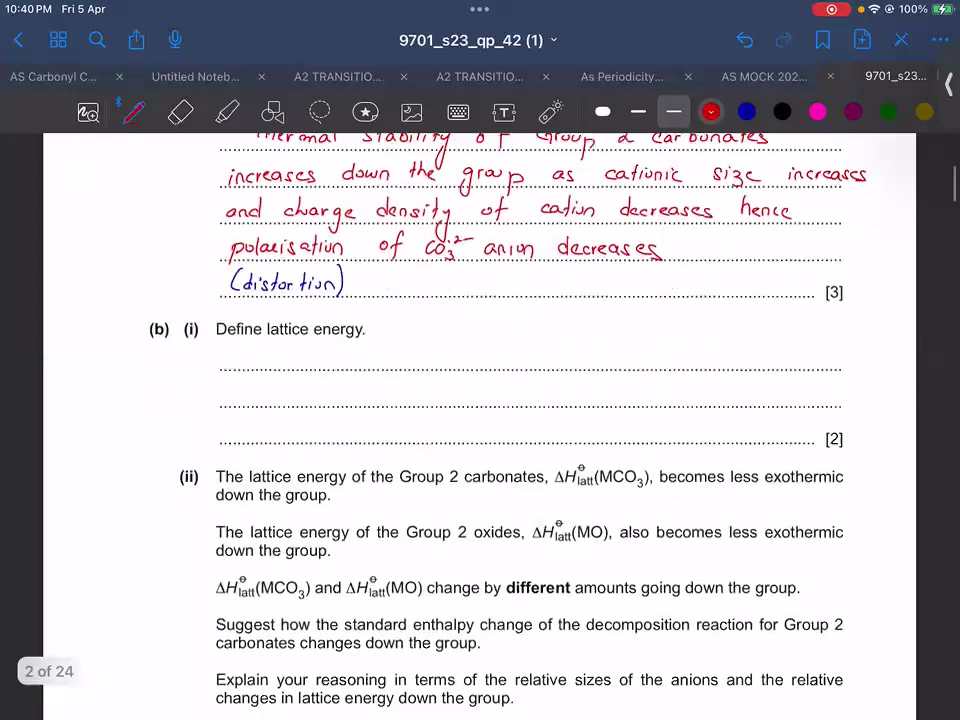 10:40 PM Fri 5 Apr 100%
9701_s23_qp_42 (1)
AS Carbonyl C... Untitled Noteb... A2 TRANSITIO... A2 TRANSITIO... As Periodicity... AS MOCK 202... 9701_s23...
Thermal stability of Group 2 carbonates
increases down the group as cationic size increases
and charge density of cation decreases hence
polarisation of CO₃²⁻ anion decreases
(distortion) [3]
(b) (i) Define lattice energy.
[2]
(ii) The lattice energy of the Group 2 carbonates, ΔH⦵latt(MCO₃), becomes less exothermic
down the group.
The lattice energy of the Group 2 oxides, ΔH⦵latt(MO), also becomes less exothermic
down the group.
ΔH⦵latt(MCO₃) and ΔH⦵latt(MO) change by different amounts going down the group.
Suggest how the standard enthalpy change of the decomposition reaction for Group 2
carbonates changes down the group.
2 of 24
Explain your reasoning in terms of the relative sizes of the anions and the relative
changes in lattice energy down the group.